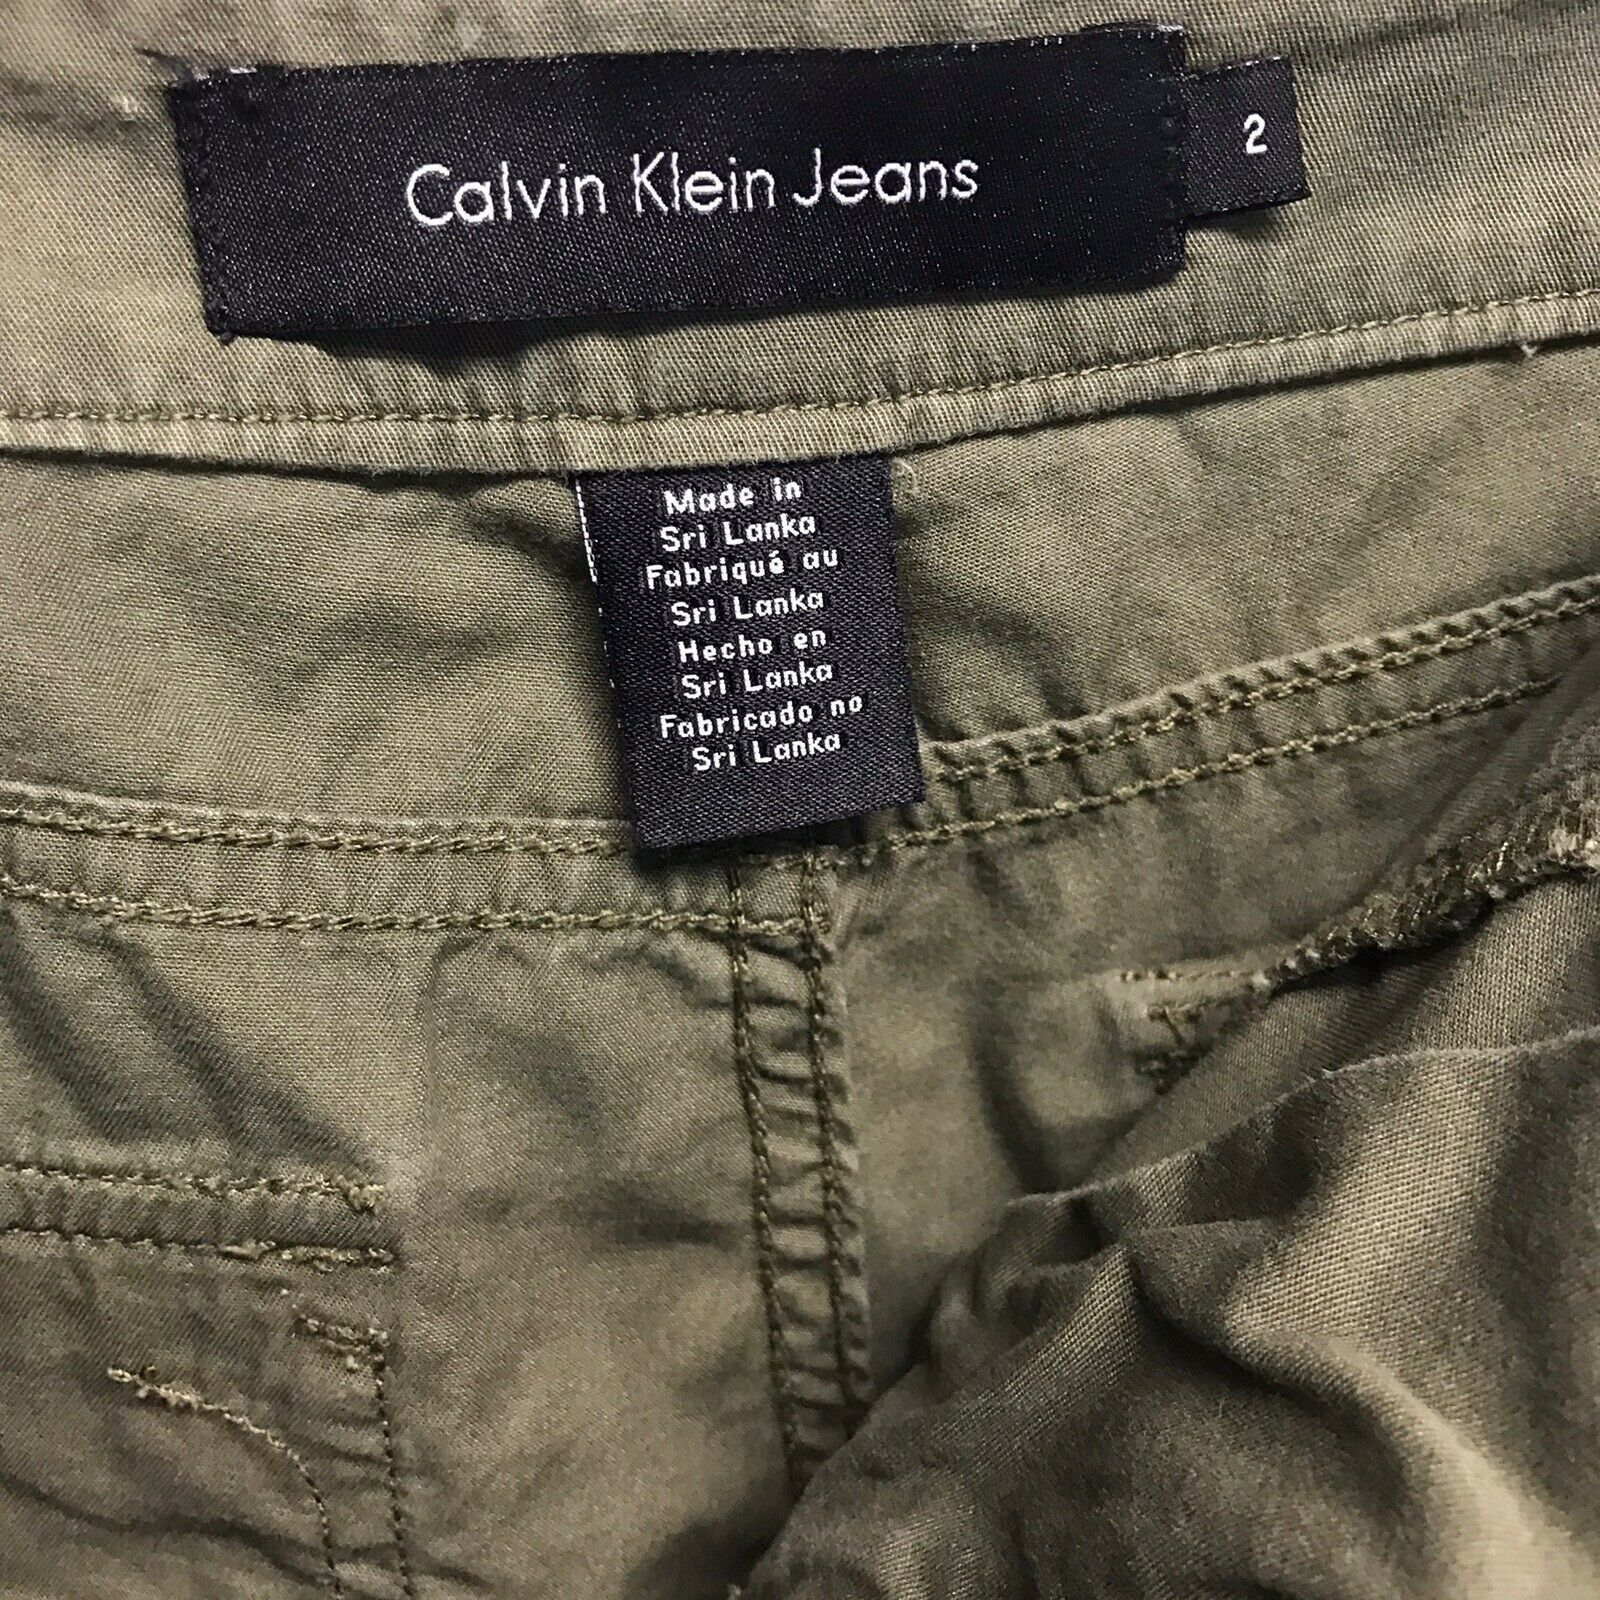 Calvin Klein Jeans
2
Made in
Sri Lanka
Fabriqué au
Sri Lanka
Hecho en
Sri Lanka
Fabricado no
Sri Lanka